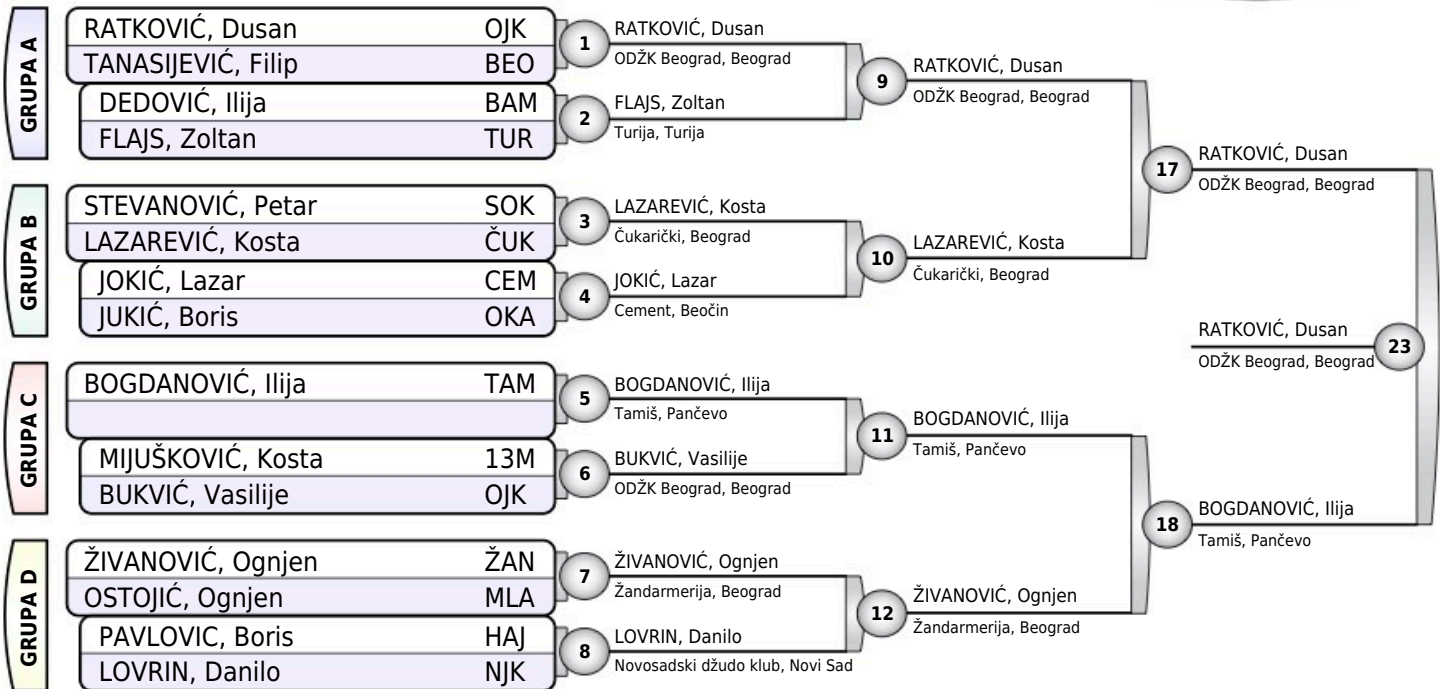 GRUPA A
RATKOVIĆ, Dusan OJK
TANASIJEVIĆ, Filip BEO
DEDOVIĆ, Ilija BAM
FLAJS, Zoltan TUR
1
RATKOVIĆ, Dusan
ODŽK Beograd, Beograd
2
FLAJS, Zoltan
Turija, Turija
9
RATKOVIĆ, Dusan
ODŽK Beograd, Beograd
GRUPA B
STEVANOVIĆ, Petar SOK
LAZAREVIĆ, Kosta ČUK
JOKIĆ, Lazar CEM
JUKIĆ, Boris OKA
3
LAZAREVIĆ, Kosta
Čukarički, Beograd
4
JOKIĆ, Lazar
Cement, Beočin
10
LAZAREVIĆ, Kosta
Čukarički, Beograd
17
RATKOVIĆ, Dusan
ODŽK Beograd, Beograd
GRUPA C
BOGDANOVIĆ, Ilija TAM
MIJUŠKOVIĆ, Kosta 13M
BUKVIĆ, Vasilije OJK
5
BOGDANOVIĆ, Ilija
Tamiš, Pančevo
6
BUKVIĆ, Vasilije
ODŽK Beograd, Beograd
11
BOGDANOVIĆ, Ilija
Tamiš, Pančevo
GRUPA D
ŽIVANOVIĆ, Ognjen ŽAN
OSTOJIĆ, Ognjen MLA
PAVLOVIC, Boris HAJ
LOVRIN, Danilo NJK
7
ŽIVANOVIĆ, Ognjen
Žandarmerija, Beograd
8
LOVRIN, Danilo
Novosadski džudo klub, Novi Sad
12
ŽIVANOVIĆ, Ognjen
Žandarmerija, Beograd
18
BOGDANOVIĆ, Ilija
Tamiš, Pančevo
RATKOVIĆ, Dusan
ODŽK Beograd, Beograd
23